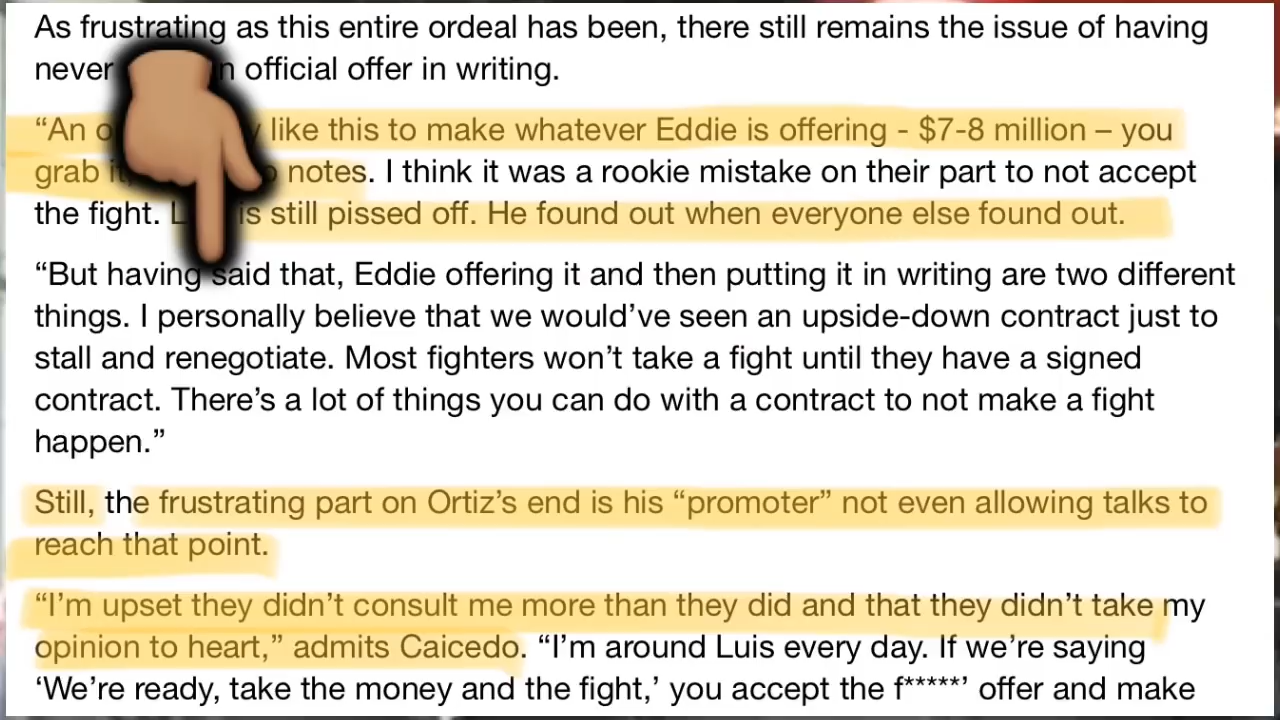 As frustrating as this entire ordeal has been, there still remains the issue of having
never n official offer in writing.
“An o y like this to make whatever Eddie is offering - $7-8 million – you
grab it, notes. I think it was a rookie mistake on their part to not accept
the fight. L is still pissed off. He found out when everyone else found out.
“But having said that, Eddie offering it and then putting it in writing are two different
things. I personally believe that we would’ve seen an upside-down contract just to
stall and renegotiate. Most fighters won’t take a fight until they have a signed
contract. There’s a lot of things you can do with a contract to not make a fight
happen.”
Still, the frustrating part on Ortiz’s end is his “promoter” not even allowing talks to
reach that point.
“I’m upset they didn’t consult me more than they did and that they didn’t take my
opinion to heart,” admits Caicedo. “I’m around Luis every day. If we’re saying
‘We’re ready, take the money and the fight,’ you accept the f*****’ offer and make